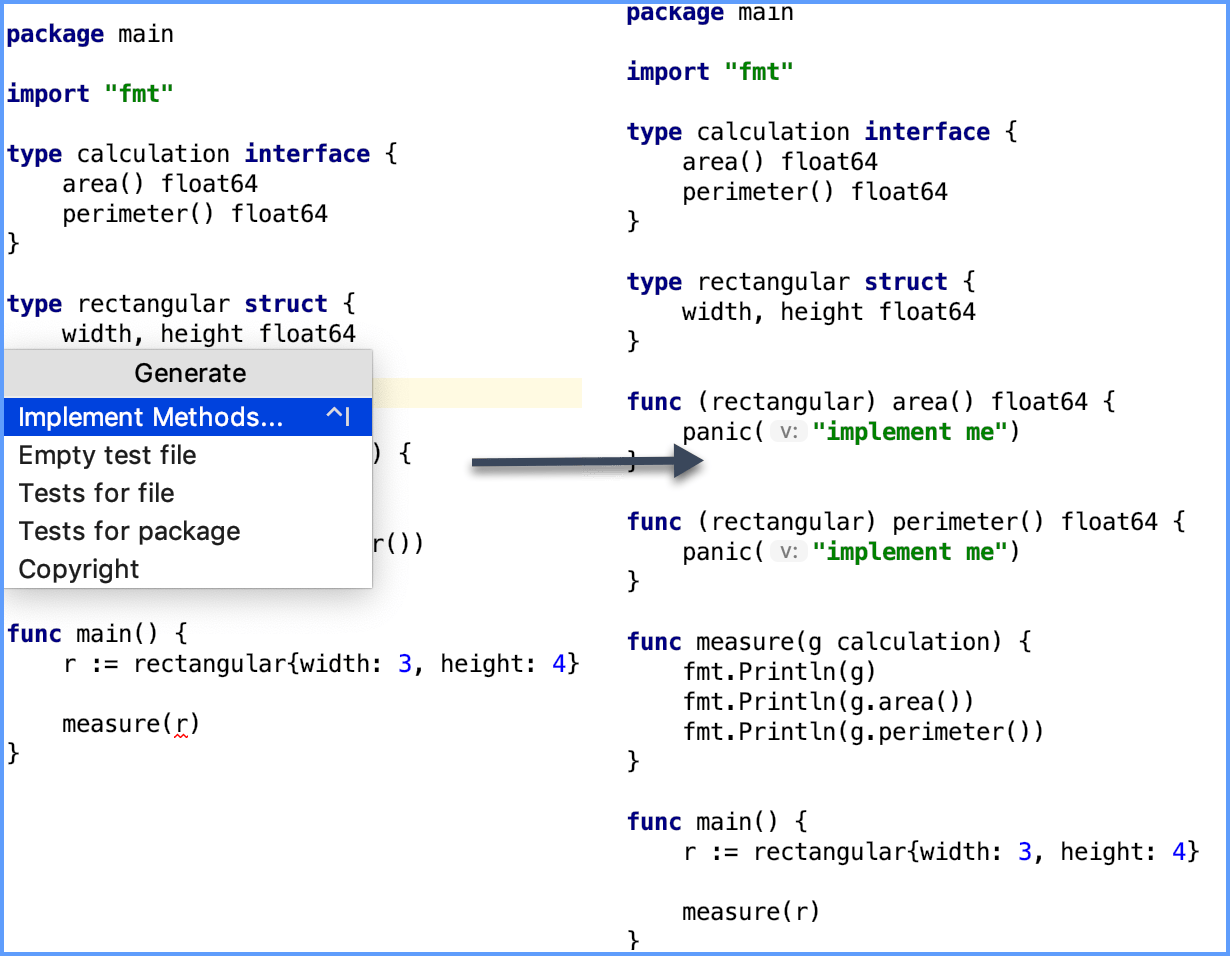 package main
import "fmt"
type calculation interface {
    area() float64
    perimeter() float64
}
type rectangular struct {
    width, height float64
Generate
Implement Methods... ^I
Empty test file
) {
Tests for file
Tests for package
r())
Copyright
func main() {
    r := rectangular{width: 3, height: 4}
    measure(r)
}
package main
import "fmt"
type calculation interface {
    area() float64
    perimeter() float64
}
type rectangular struct {
    width, height float64
}
func (rectangular) area() float64 {
    panic( v: "implement me")
}
func (rectangular) perimeter() float64 {
    panic( v: "implement me")
}
func measure(g calculation) {
    fmt.Println(g)
    fmt.Println(g.area())
    fmt.Println(g.perimeter())
}
func main() {
    r := rectangular{width: 3, height: 4}
    measure(r)
}